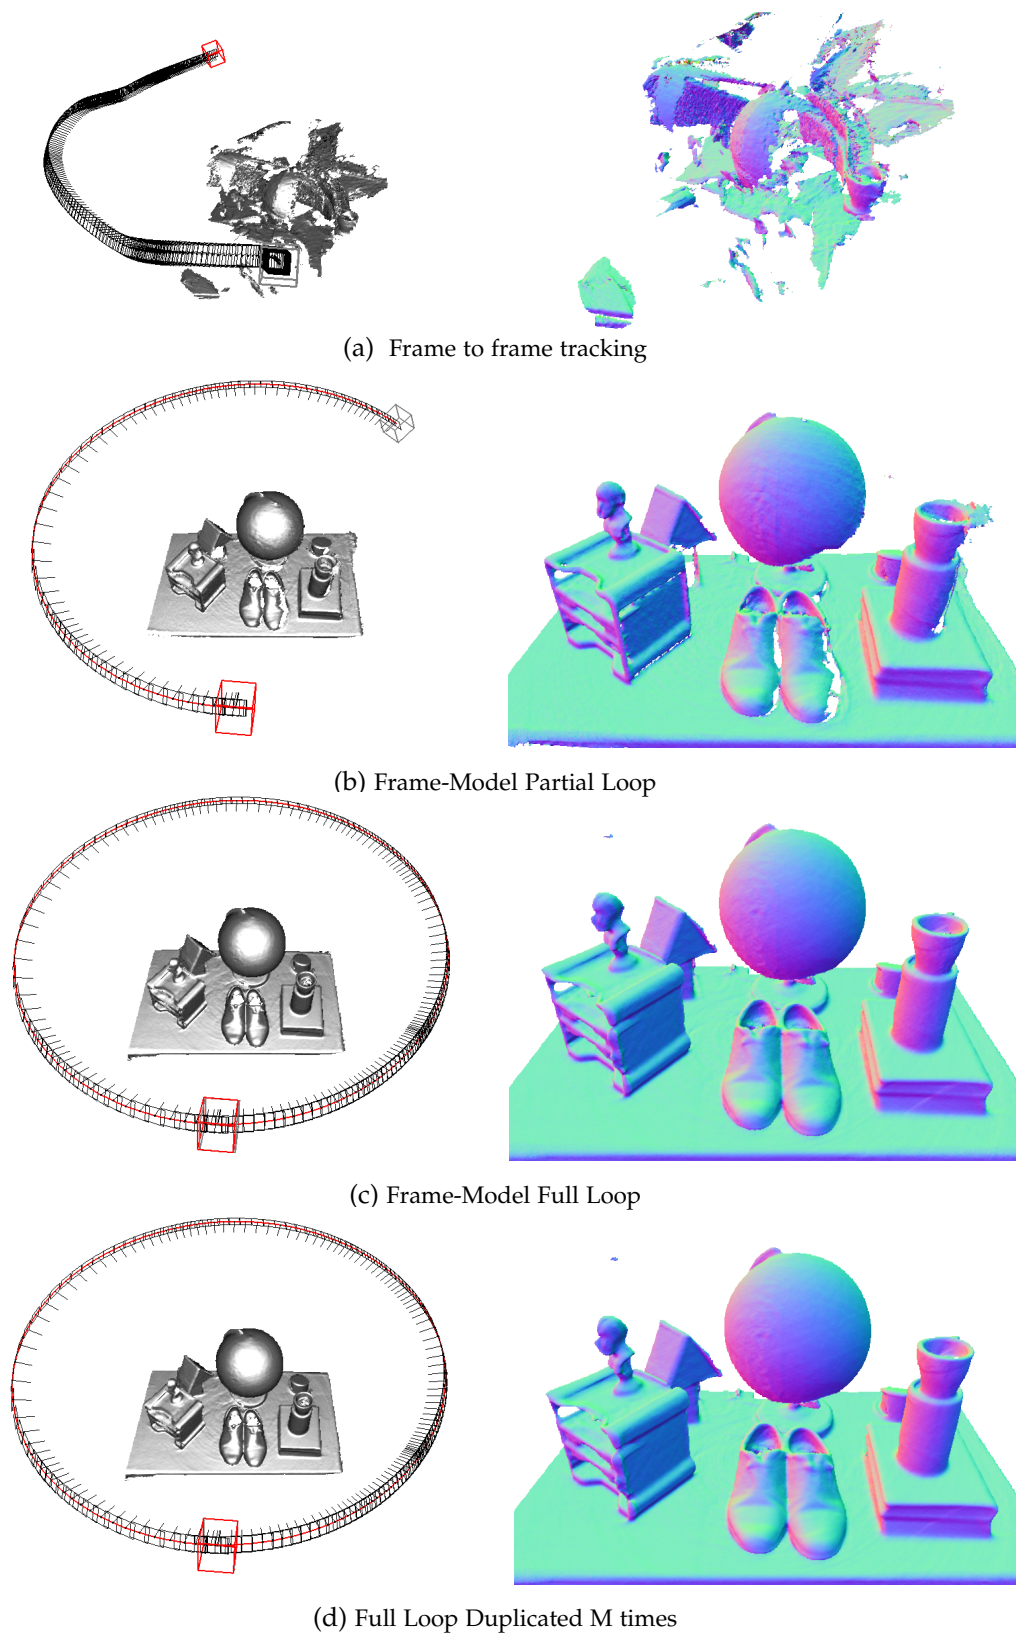 (a) Frame to frame tracking
(b) Frame-Model Partial Loop
(c) Frame-Model Full Loop
(d) Full Loop Duplicated M times